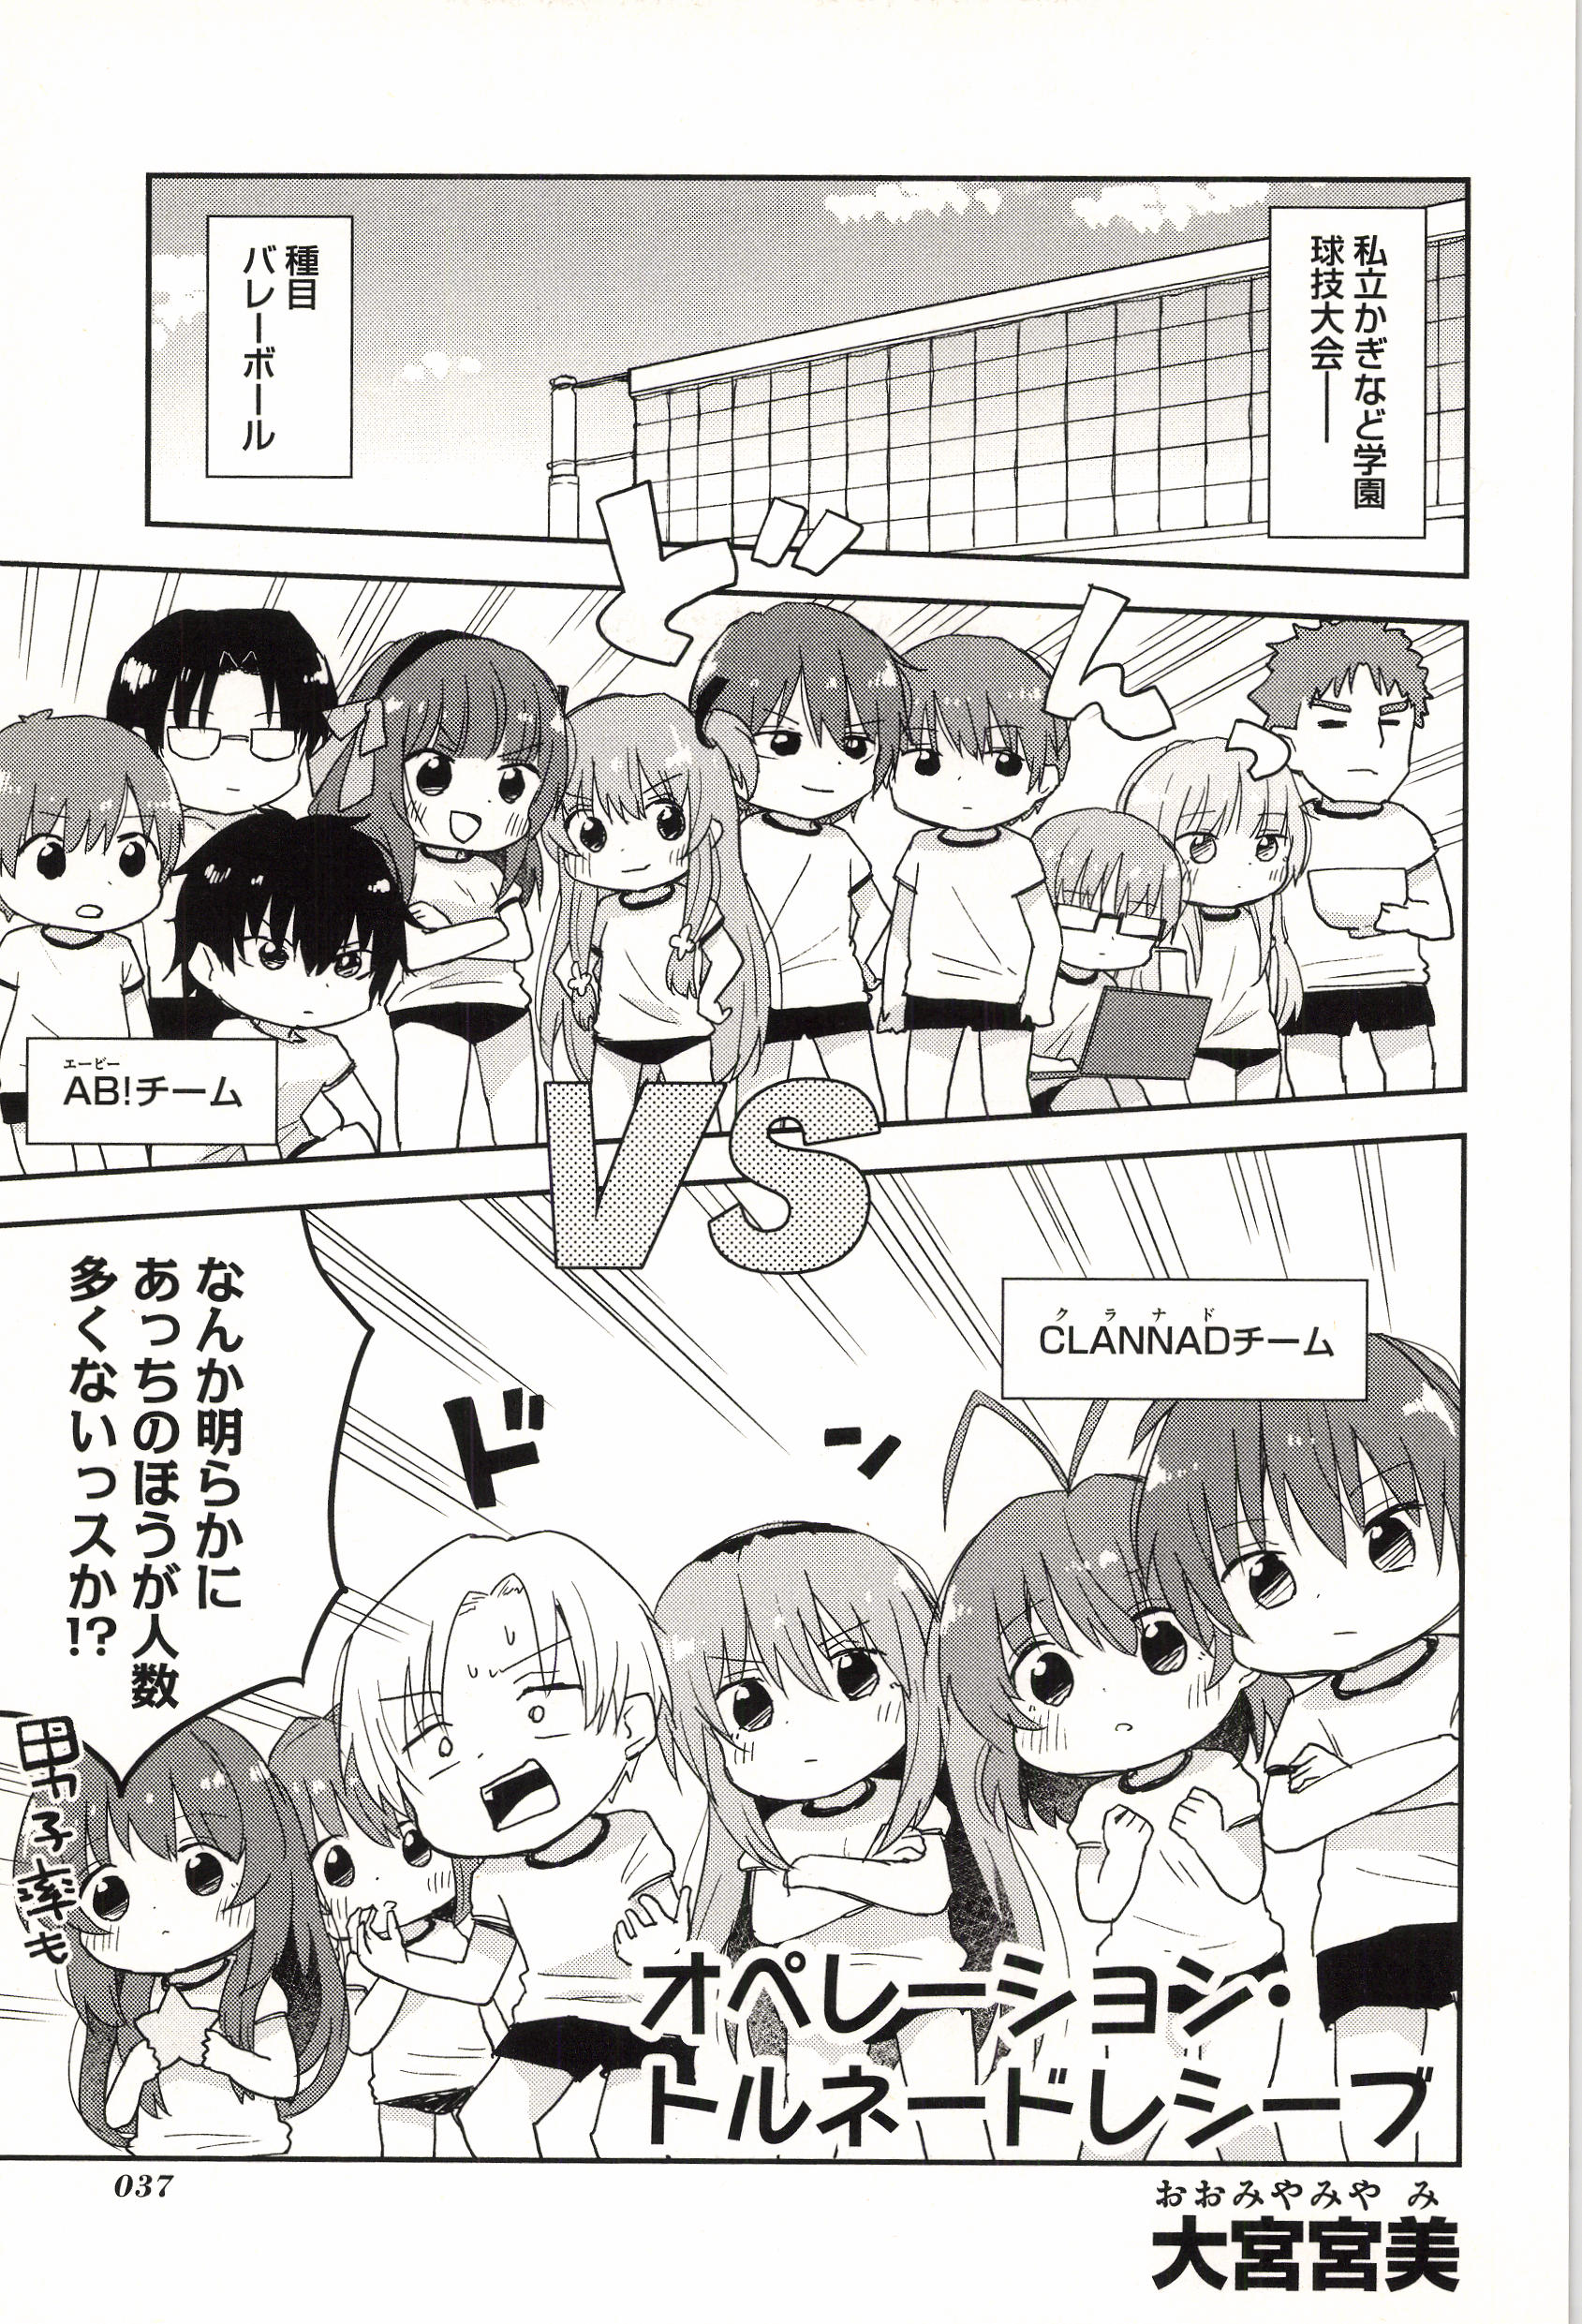 私立かぎなど学園
球技大会――
種目
バレーボール
どんっ
エービー
AB!チーム
VS
クラナド
CLANNADチーム
ドン
なんか明らかに
あっちのほうが人数
多くないっスか!?
男子率も
オペレーション・
トルネードレシーブ
おおみやみやみ
大宮宮美
037